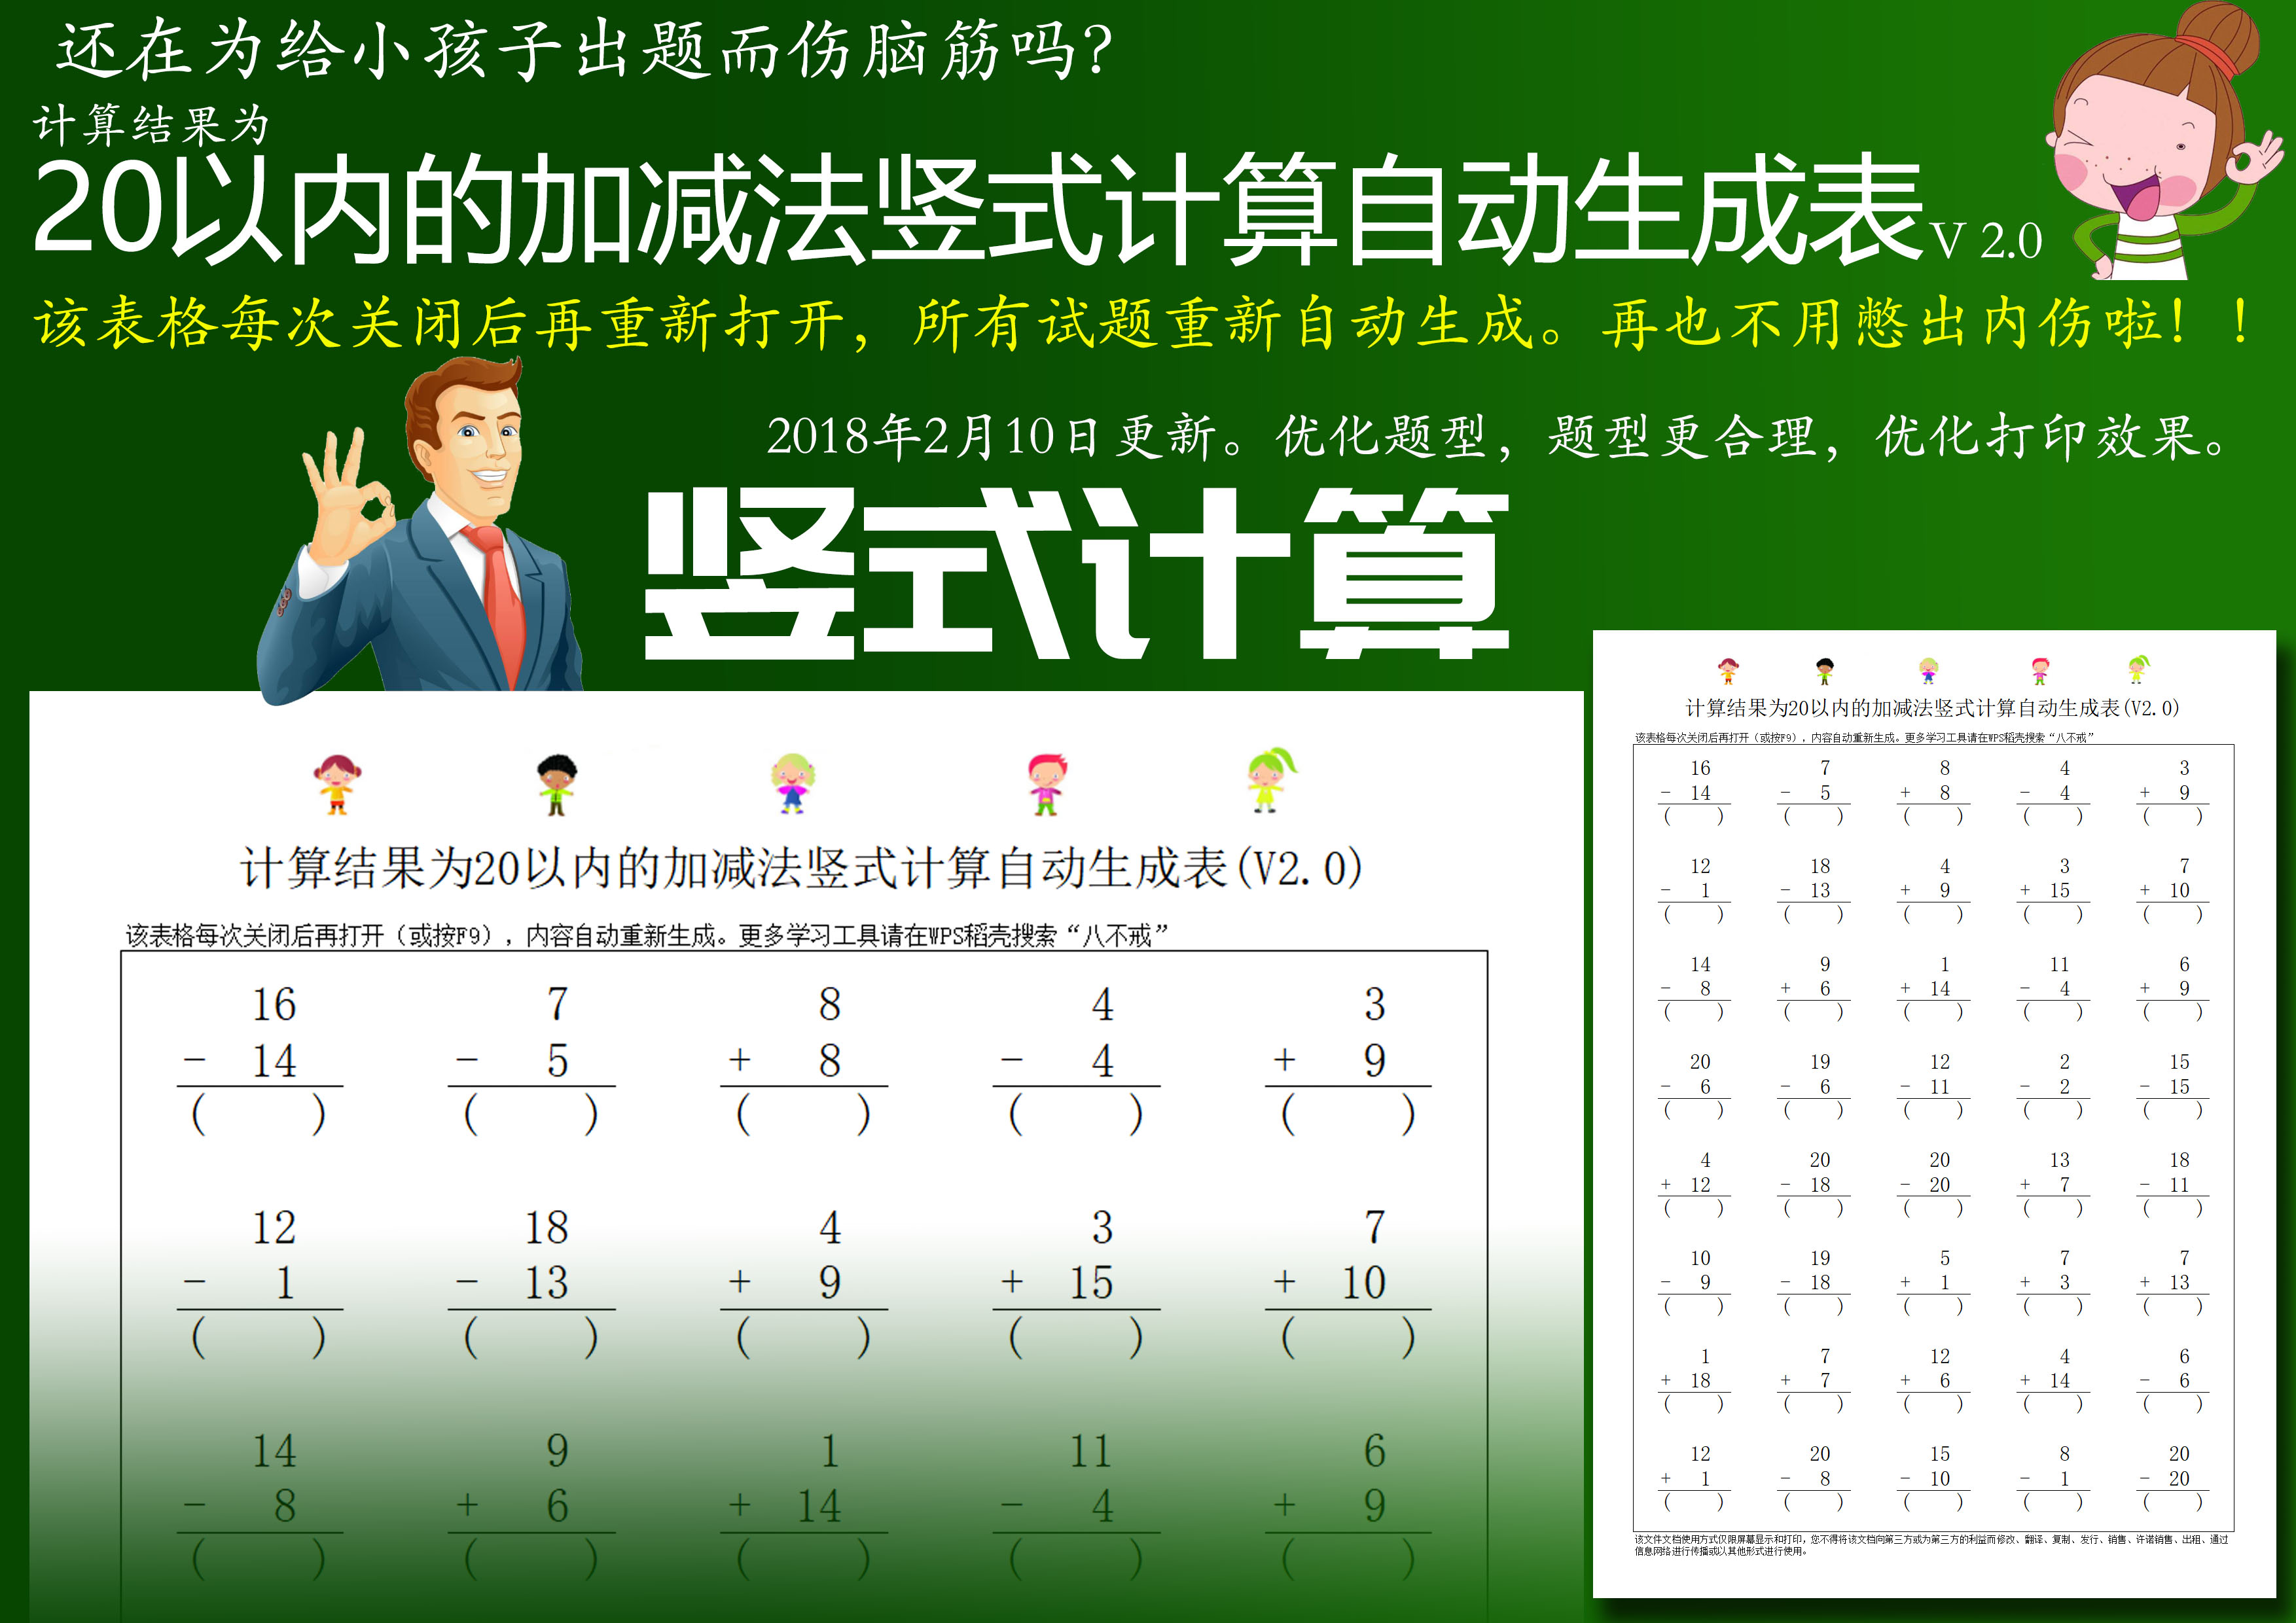 还在为给小孩子出题而伤脑筋吗?
计算结果为
20以内的加减法竖式计算自动生成表V 2.0
该表格每次关闭后再重新打开，所有试题重新自动生成。再也不用憋出内伤啦！！
2018年2月10日更新。优化题型，题型更合理，优化打印效果。
竖式计算
计算结果为20以内的加减法竖式计算自动生成表(V2.0)
该表格每次关闭后再打开（或按F9），内容自动重新生成。更多学习工具请在WPS稻壳搜索“八不戒”
16 7 8 4 3
- 14 - 5 + 8 - 4 + 9
( ) ( ) ( ) ( ) ( )
12 18 4 3 7
- 1 - 13 + 9 + 15 + 10
( ) ( ) ( ) ( ) ( )
14 9 1 11 6
- 8 + 6 + 14 - 4 + 9
( ) ( ) ( ) ( ) ( )
计算结果为20以内的加减法竖式计算自动生成表(V2.0)
该表格每次关闭后再打开（或按F9），内容自动重新生成。更多学习工具请在WPS稻壳搜索“八不戒”
16 7 8 4 3
- 14 - 5 + 8 - 4 + 9
( ) ( ) ( ) ( ) ( )
12 18 4 3 7
- 1 - 13 + 9 + 15 + 10
( ) ( ) ( ) ( ) ( )
14 9 1 11 6
- 8 + 6 + 14 - 4 + 9
( ) ( ) ( ) ( ) ( )
20 19 12 2 15
- 6 - 6 - 11 - 2 - 15
( ) ( ) ( ) ( ) ( )
4 20 20 13 18
+ 12 - 18 - 20 + 7 - 11
( ) ( ) ( ) ( ) ( )
10 19 5 7 7
- 9 - 18 + 1 + 3 + 13
( ) ( ) ( ) ( ) ( )
1 7 12 4 6
+ 18 + 7 + 6 + 14 - 6
( ) ( ) ( ) ( ) ( )
12 20 15 8 20
+ 1 - 8 - 10 - 1 - 20
( ) ( ) ( ) ( ) ( )
该文件文档使用方式仅限屏幕显示和打印，您不得将该文档向第三方或为第三方的利益而修改、翻译、复制、发行、销售、许诺销售、出租、通过
信息网络进行传播或以其他形式进行使用。